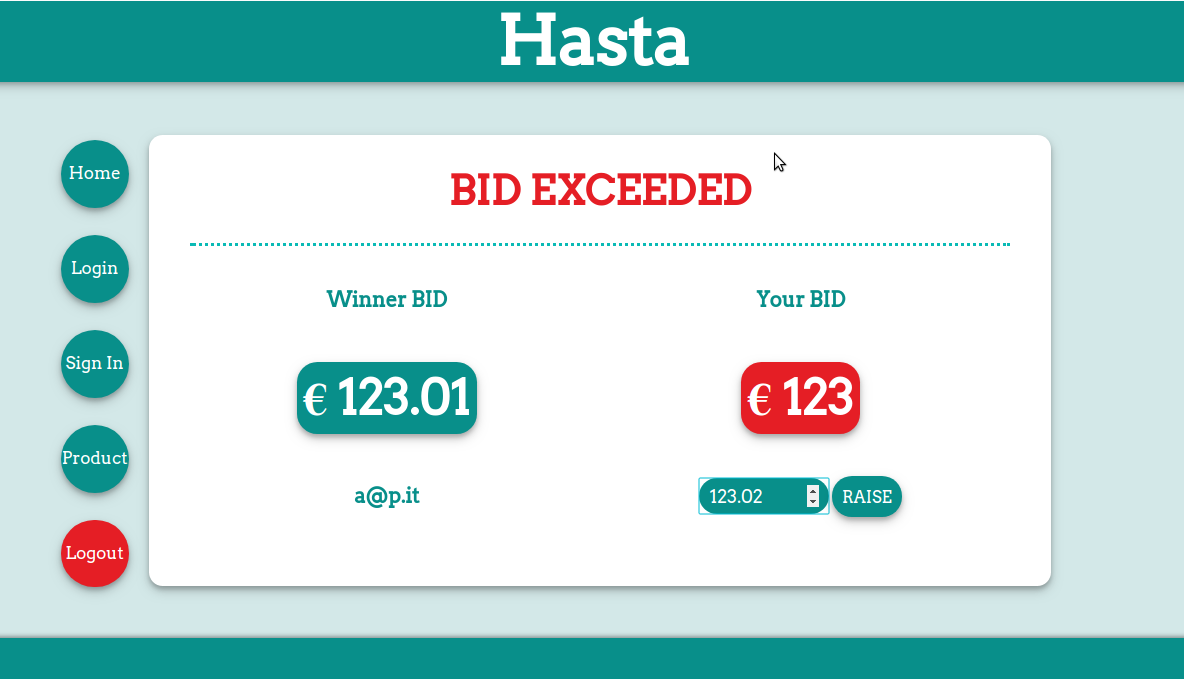 Hasta
Home
Login
Sign In
Product
Logout
BID EXCEEDED
Winner BID
Your BID
€ 123.01
€ 123
a@p.it
123.02
RAISE